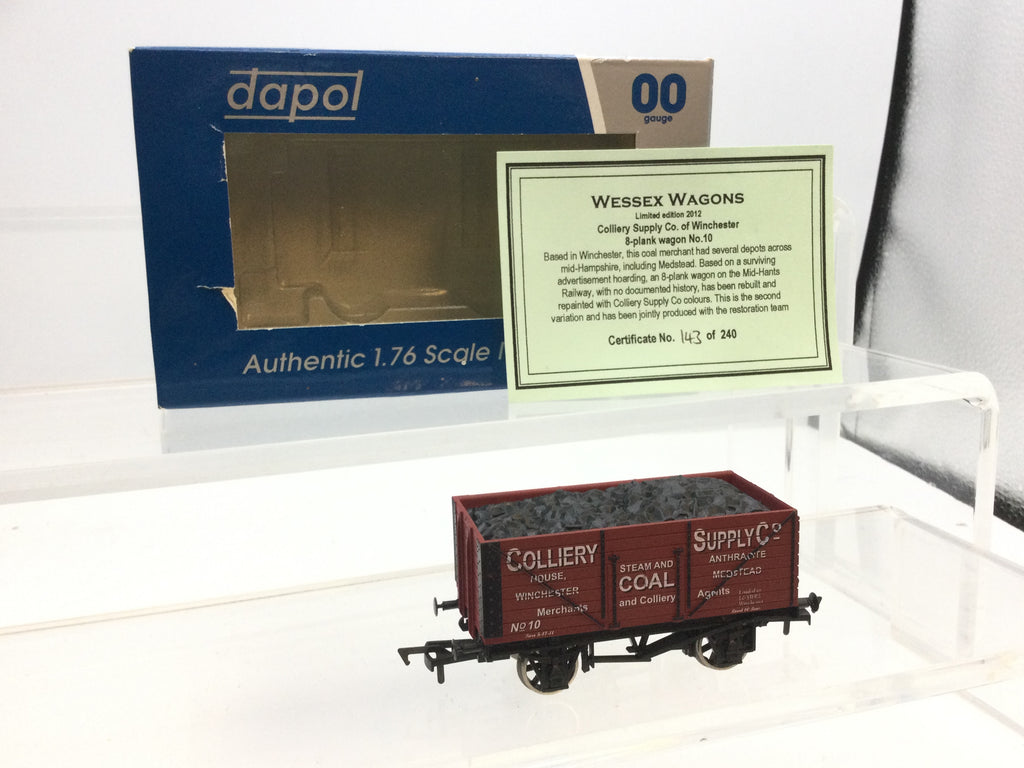 dapol
00
gauge
Authentic 1.76 Scale
WESSEX WAGONS
Limited edition 2012
Colliery Supply Co. of Winchester
8-plank wagon No.10
Based in Winchester, this coal merchant had several depots across
mid-Hampshire, including Medstead. Based on a surviving
advertisement hoarding, an 8-plank wagon on the Mid-Hants
Railway, with no documented history, has been rebuilt and
repainted with Colliery Supply Co colours. This is the second
variation and has been jointly produced with the restoration team
Certificate No. 143 of 240
COLLIERY SUPPLY Co
HOUSE, STEAM AND ANTHRACITE
WINCHESTER COAL MEDSTEAD
Merchants and Colliery Agents
No 10